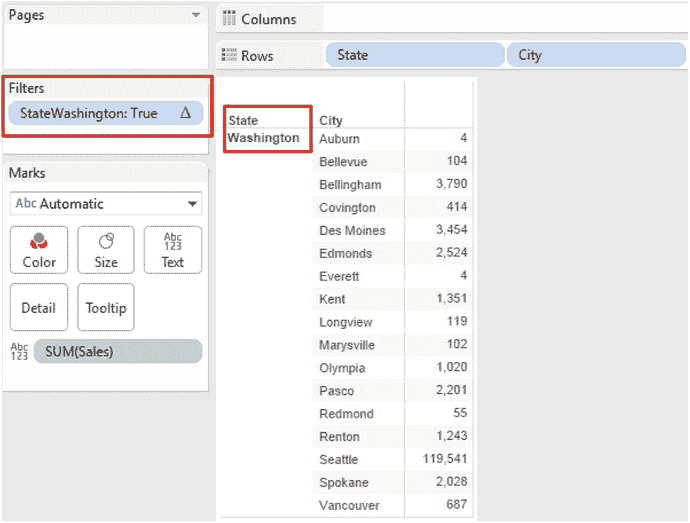 Pages
Columns
Rows State City
Filters
StateWashington: True Δ
Marks
Abc Automatic
Color Size Abc 123 Text
Detail Tooltip
Abc 123 SUM(Sales)
State City
Washington Auburn 4
Bellevue 104
Bellingham 3,790
Covington 414
Des Moines 3,454
Edmonds 2,524
Everett 4
Kent 1,351
Longview 119
Marysville 102
Olympia 1,020
Pasco 2,201
Redmond 55
Renton 1,243
Seattle 119,541
Spokane 2,028
Vancouver 687